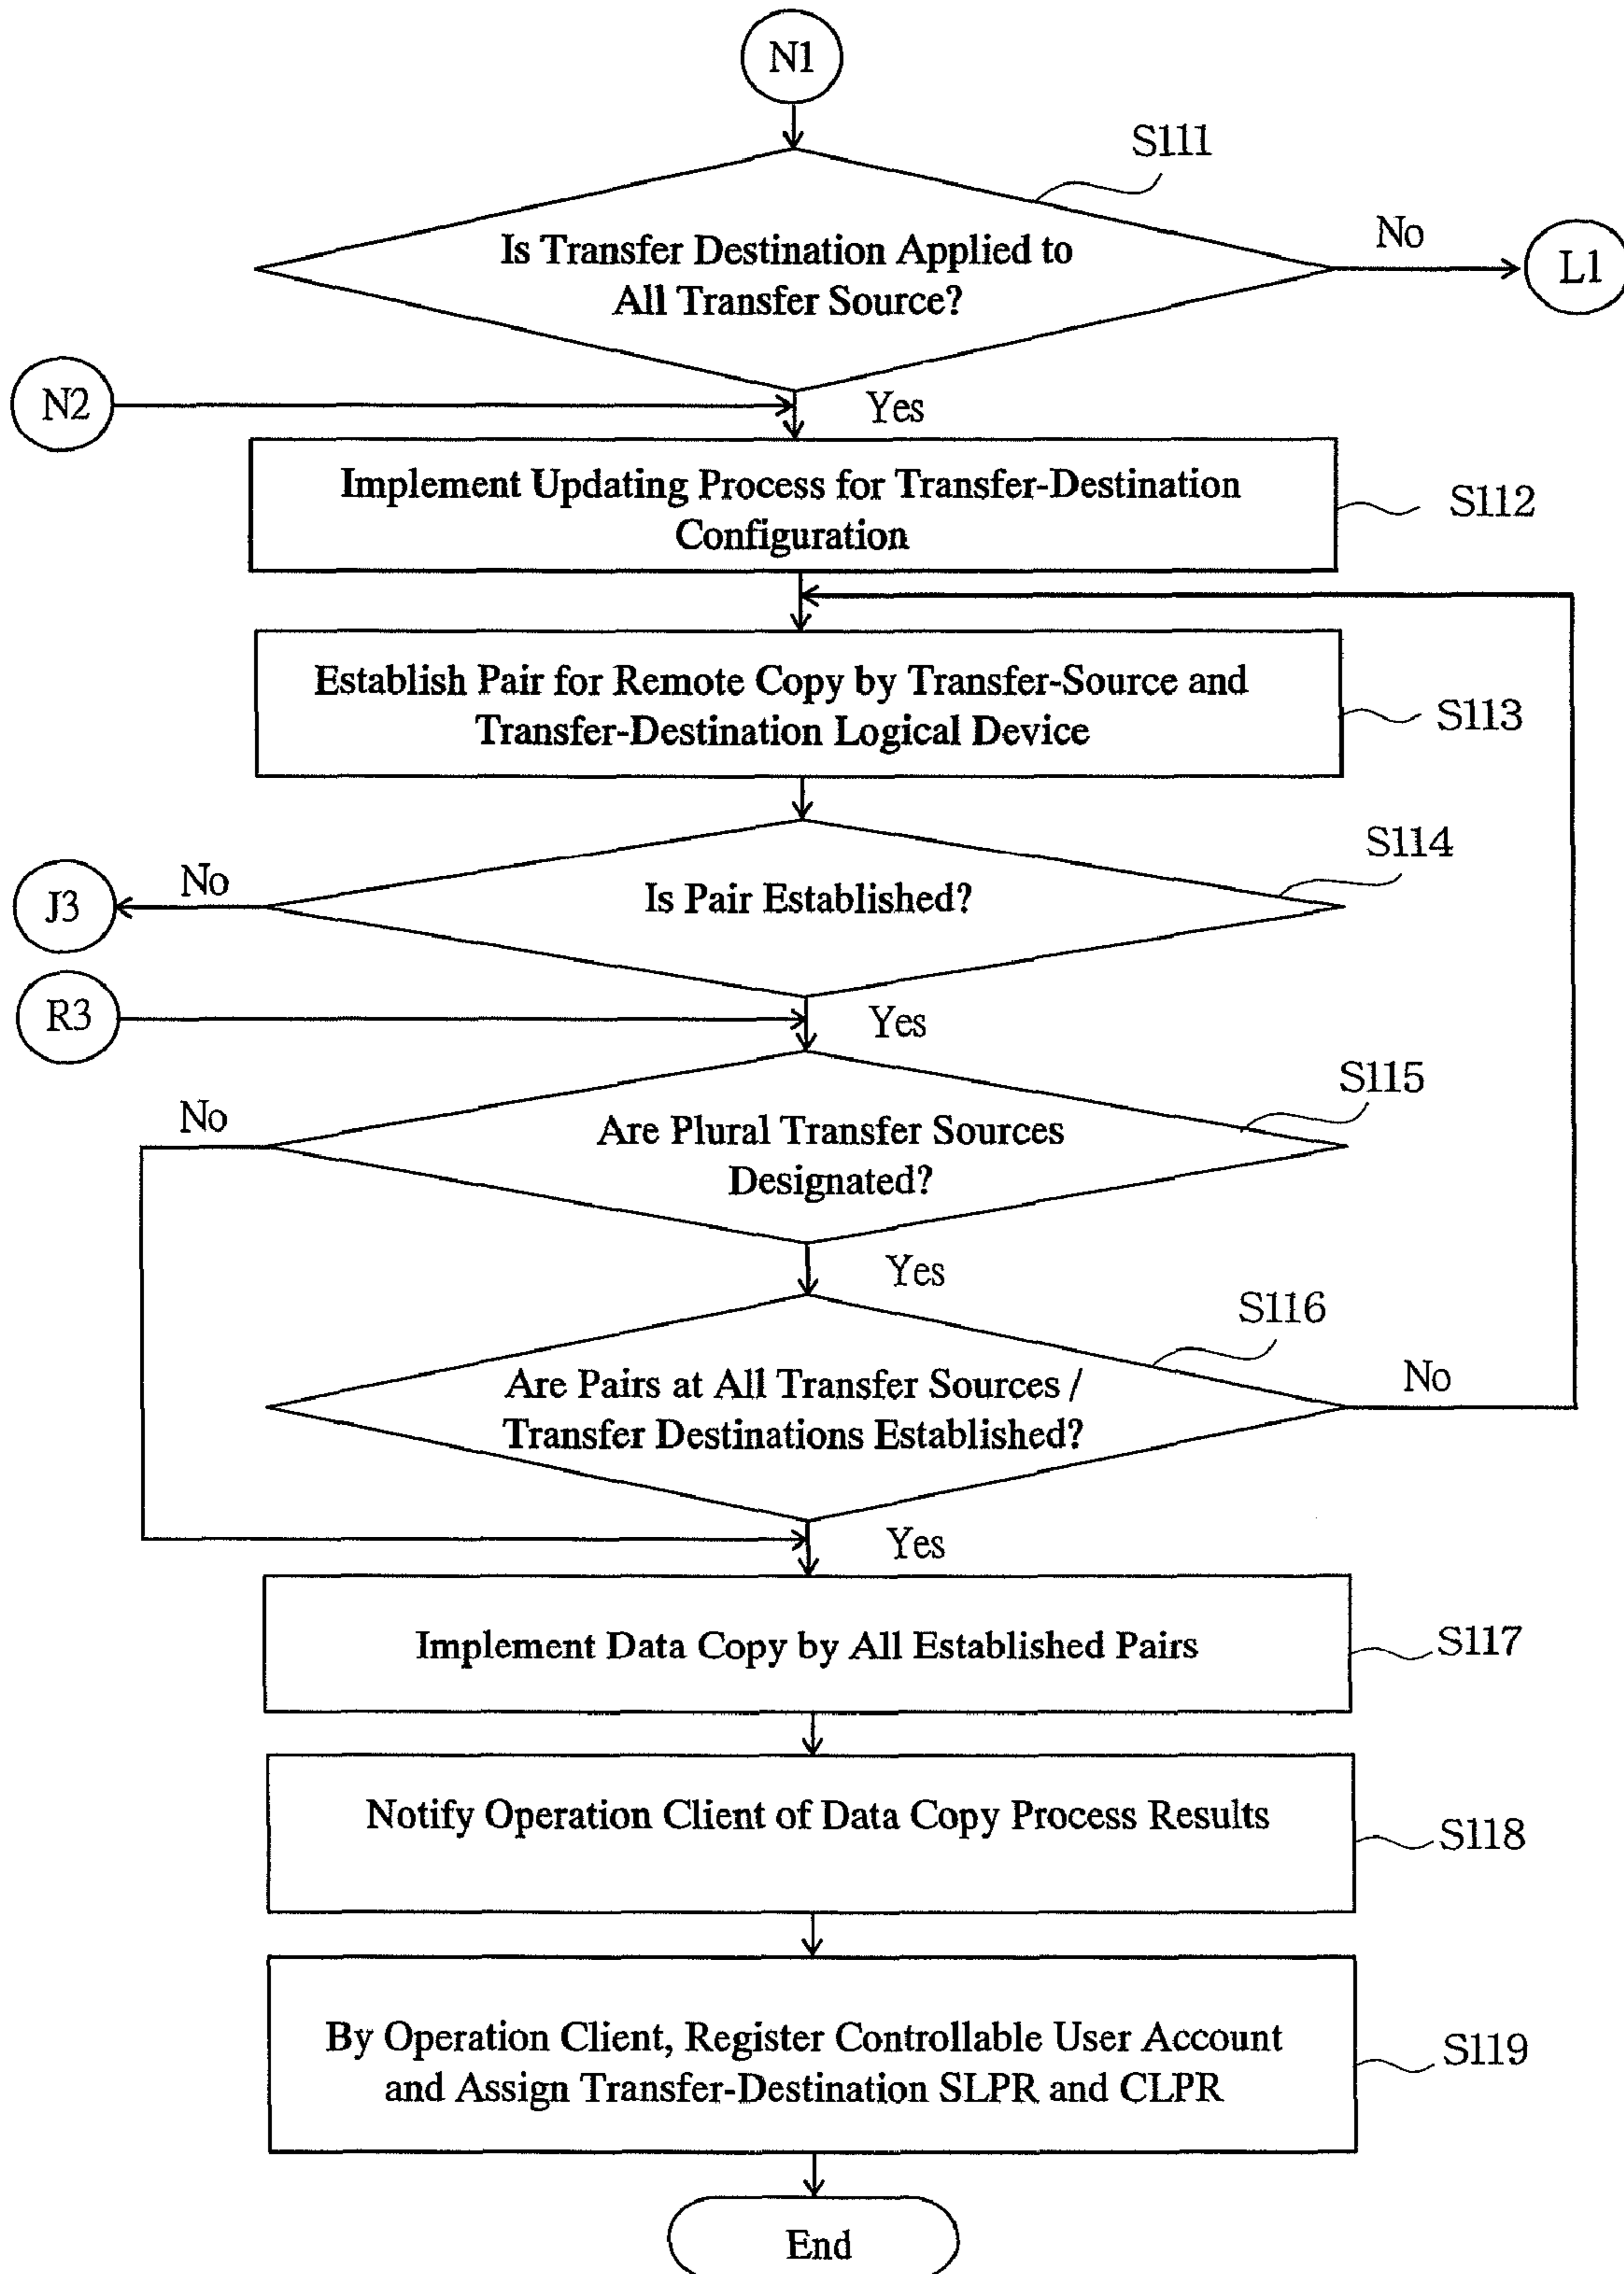 N1
S111
Is Transfer Destination Applied to
All Transfer Source?
No
L1
N2
Yes
Implement Updating Process for Transfer-Destination
Configuration
S112
Establish Pair for Remote Copy by Transfer-Source and
Transfer-Destination Logical Device
S113
S114
Is Pair Established?
No
J3
R3
Yes
S115
No
Are Plural Transfer Sources
Designated?
Yes
S116
Are Pairs at All Transfer Sources /
Transfer Destinations Established?
No
Yes
Implement Data Copy by All Established Pairs
S117
Notify Operation Client of Data Copy Process Results
S118
By Operation Client, Register Controllable User Account
and Assign Transfer-Destination SLPR and CLPR
S119
End